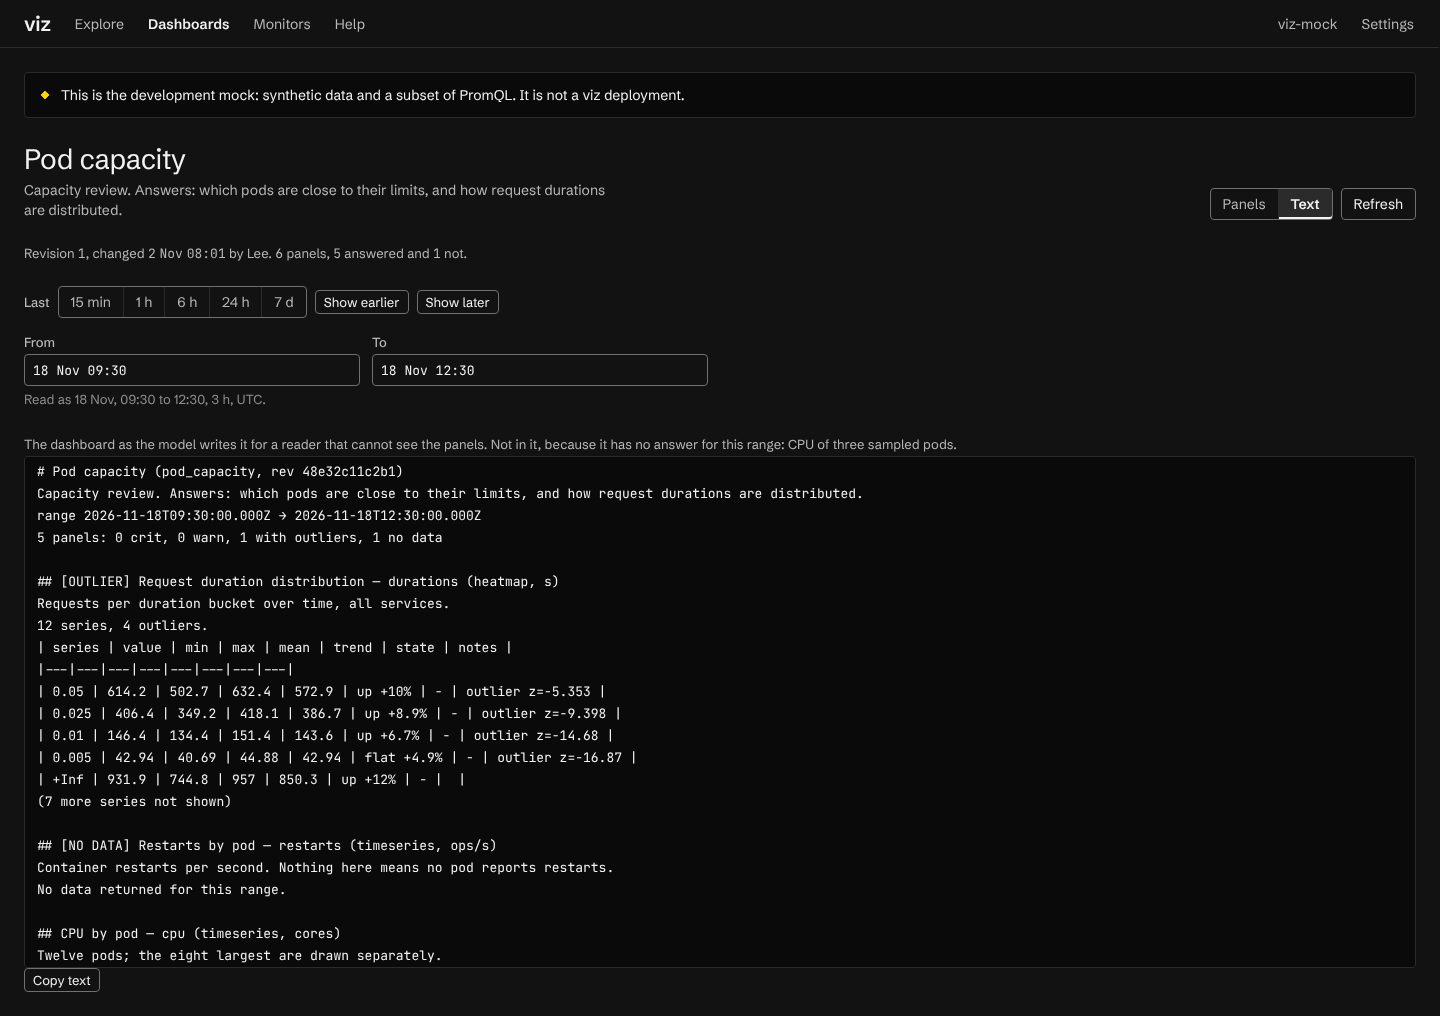 viz Explore Dashboards Monitors Help viz-mock Settings
This is the development mock: synthetic data and a subset of PromQL. It is not a viz deployment.
Pod capacity
Capacity review. Answers: which pods are close to their limits, and how request durations
are distributed.
Panels Text Refresh
Revision 1, changed 2 Nov 08:01 by Lee. 6 panels, 5 answered and 1 not.
Last 15 min 1 h 6 h 24 h 7 d Show earlier Show later
From To
18 Nov 09:30 18 Nov 12:30
Read as 18 Nov, 09:30 to 12:30, 3 h, UTC.
The dashboard as the model writes it for a reader that cannot see the panels. Not in it, because it has no answer for this range: CPU of three sampled pods.
# Pod capacity (pod_capacity, rev 48e32c11c2b1)
Capacity review. Answers: which pods are close to their limits, and how request durations are distributed.
range 2026-11-18T09:30:00.000Z → 2026-11-18T12:30:00.000Z
5 panels: 0 crit, 0 warn, 1 with outliers, 1 no data
## [OUTLIER] Request duration distribution — durations (heatmap, s)
Requests per duration bucket over time, all services.
12 series, 4 outliers.
| series | value | min | max | mean | trend | state | notes |
|---|---|---|---|---|---|---|---|
| 0.05 | 614.2 | 502.7 | 632.4 | 572.9 | up +10% | - | outlier z=-5.353 |
| 0.025 | 406.4 | 349.2 | 418.1 | 386.7 | up +8.9% | - | outlier z=-9.398 |
| 0.01 | 146.4 | 134.4 | 151.4 | 143.6 | up +6.7% | - | outlier z=-14.68 |
| 0.005 | 42.94 | 40.69 | 44.88 | 42.94 | flat +4.9% | - | outlier z=-16.87 |
| +Inf | 931.9 | 744.8 | 957 | 850.3 | up +12% | - |  |
(7 more series not shown)
## [NO DATA] Restarts by pod — restarts (timeseries, ops/s)
Container restarts per second. Nothing here means no pod reports restarts.
No data returned for this range.
## CPU by pod — cpu (timeseries, cores)
Twelve pods; the eight largest are drawn separately.
Copy text